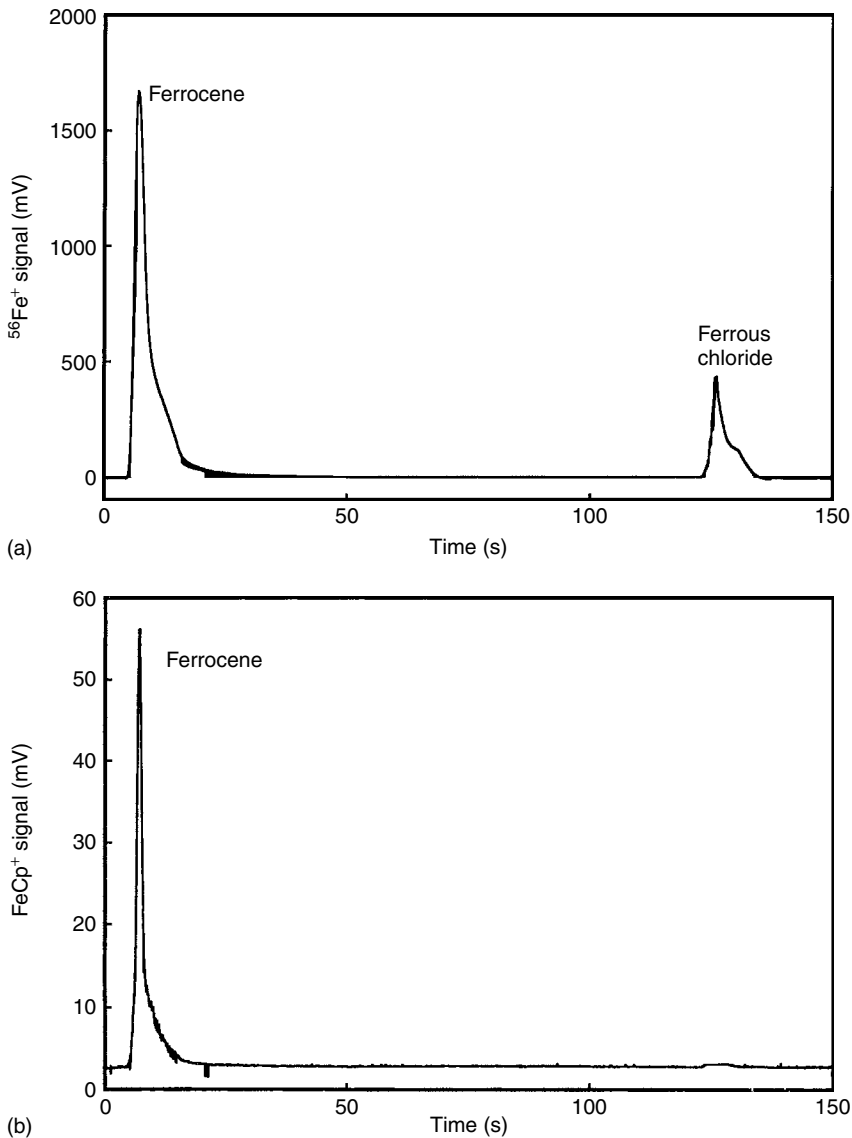 2000
1500
1000
500
0
⁵⁶Fe⁺ signal (mV)
Ferrocene
Ferrous
chloride
0
50
100
150
Time (s)
(a)
60
50
40
30
20
10
0
FeCp⁺ signal (mV)
Ferrocene
0
50
100
150
Time (s)
(b)